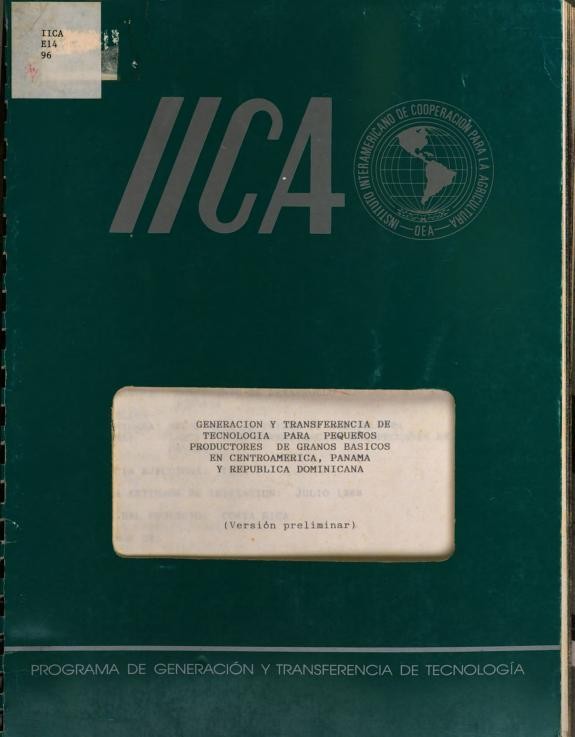 IICA
E14
96
IICA
INSTITUTO INTERAMERICANO DE COOPERACIÓN PARA LA AGRICULTURA
—OEA—
GENERACION Y TRANSFERENCIA DE
TECNOLOGIA PARA PEQUEÑOS
PRODUCTORES DE GRANOS BASICOS
EN CENTROAMERICA, PANAMA
Y REPUBLICA DOMINICANA
(Versión preliminar)
PROGRAMA DE GENERACIÓN Y TRANSFERENCIA DE TECNOLOGÍA